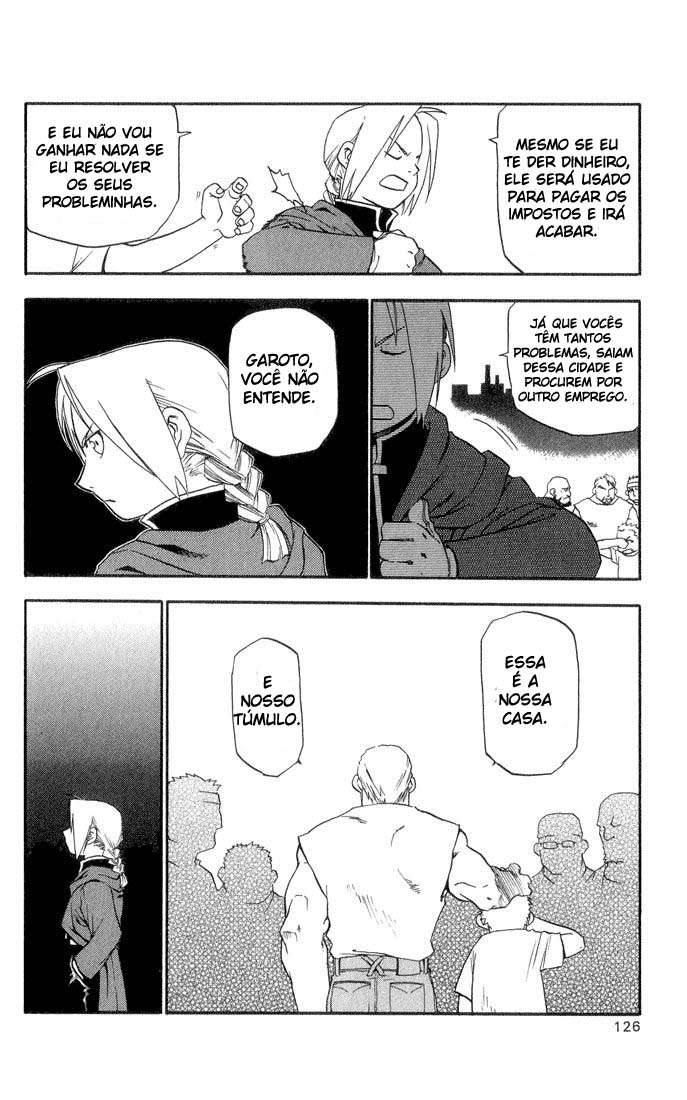 MESMO SE EU
TE DER DINHEIRO,
ELE SERÁ USADO
PARA PAGAR OS
IMPOSTOS E IRÁ
ACABAR.
E EU NÃO VOU
GANHAR NADA SE
EU RESOLVER
OS SEUS
PROBLEMINHAS.
JÁ QUE VOCÊS
TÊM TANTOS
PROBLEMAS, SAIAM
DESSA CIDADE E
PROCUREM POR
OUTRO EMPREGO.
GAROTO,
VOCÊ NÃO
ENTENDE.
ESSA
É A
NOSSA
CASA.
E
NOSSO
TÚMULO.
126